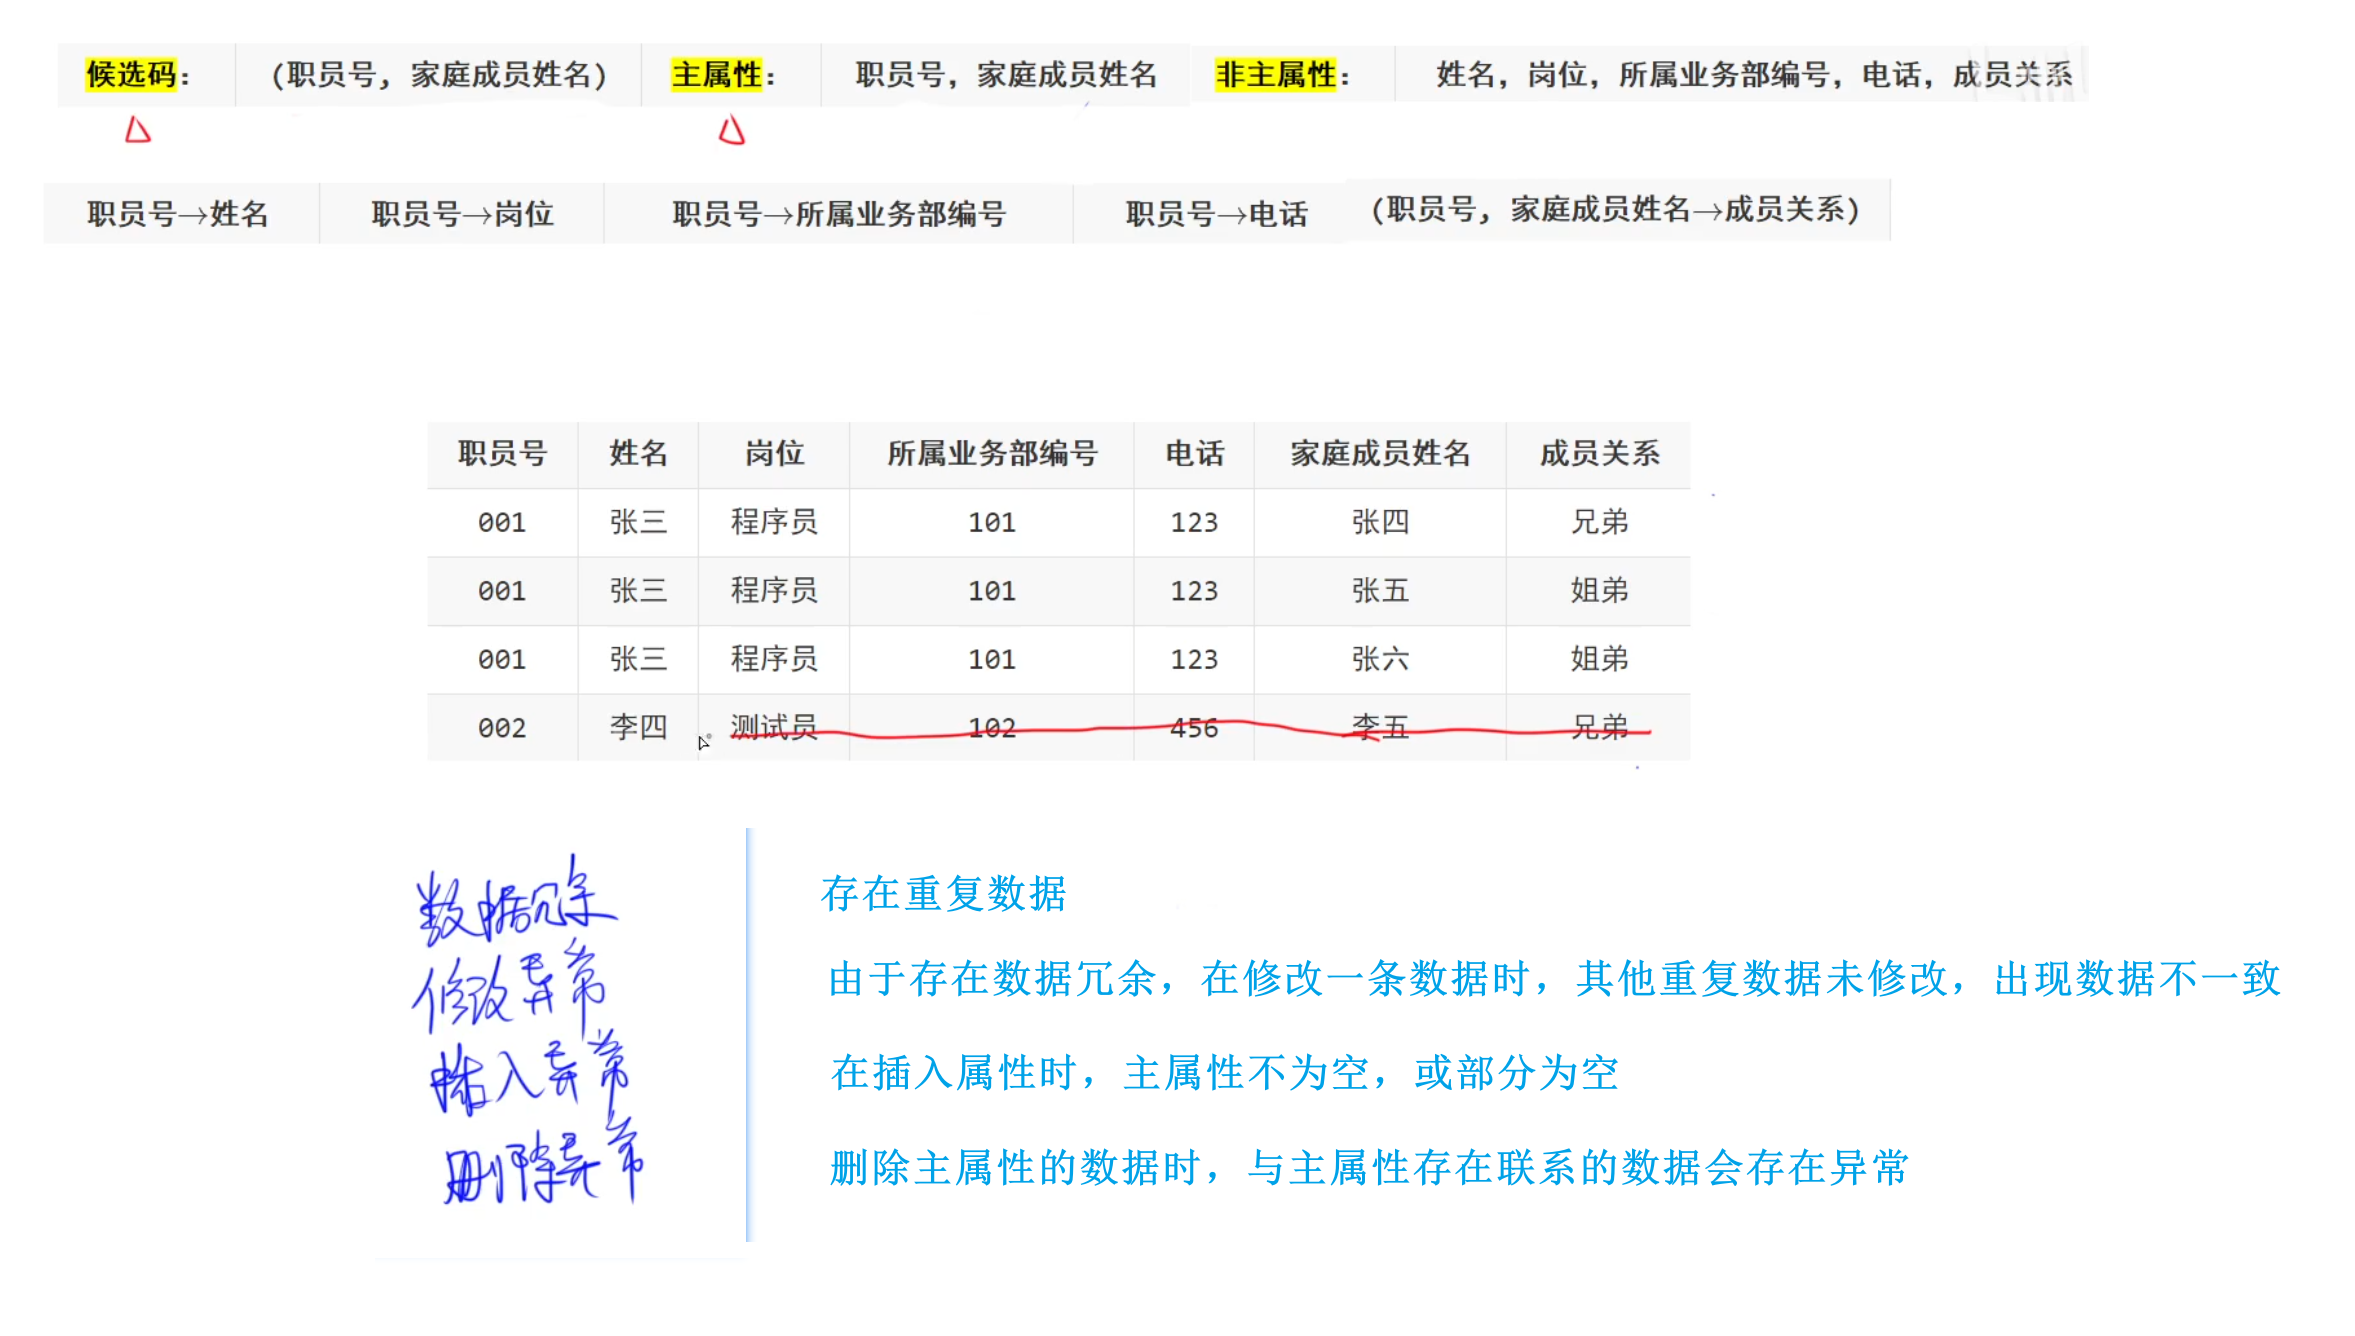 候选码： （职员号，家庭成员姓名） 主属性： 职员号，家庭成员姓名 非主属性： 姓名，岗位，所属业务部编号，电话，成员关系
职员号→姓名 职员号→岗位 职员号→所属业务部编号 职员号→电话 （职员号，家庭成员姓名→成员关系）
职员号 姓名 岗位 所属业务部编号 电话 家庭成员姓名 成员关系
001 张三 程序员 101 123 张四 兄弟
001 张三 程序员 101 123 张五 姐弟
001 张三 程序员 101 123 张六 姐弟
002 李四 测试员 102 456 李五 兄弟
数据冗余 存在重复数据
修改异常 由于存在数据冗余，在修改一条数据时，其他重复数据未修改，出现数据不一致
插入异常 在插入属性时，主属性不为空，或部分为空
删除异常 删除主属性的数据时，与主属性存在联系的数据会存在异常